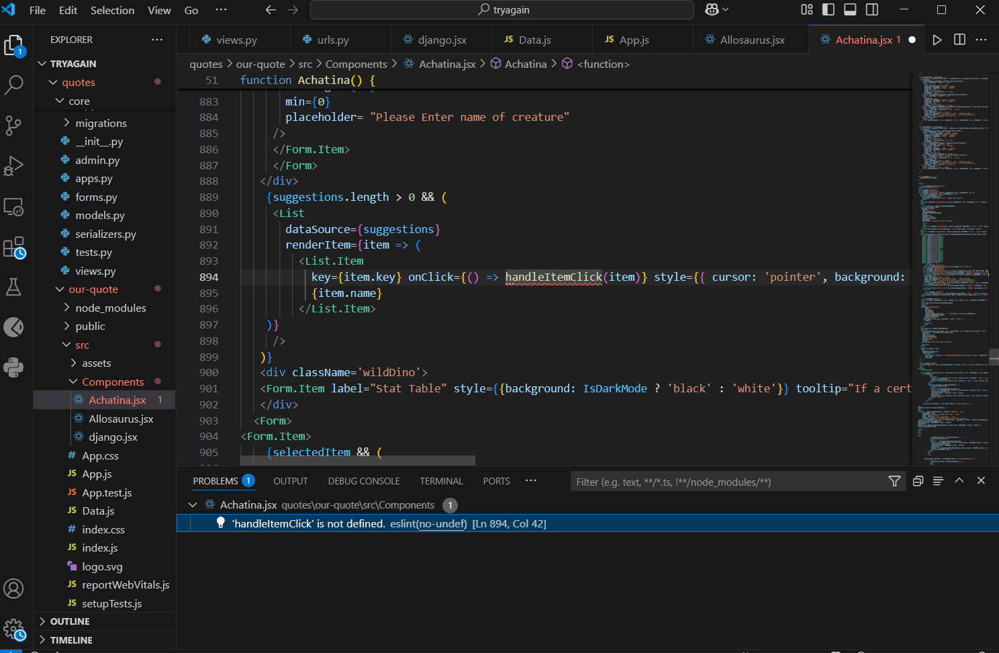 File Edit Selection View Go ··· tryagain
EXPLORER ···
TRYAGAIN
quotes
core
migrations
__init__.py
admin.py
apps.py
forms.py
models.py
serializers.py
tests.py
views.py
our-quote
node_modules
public
src
assets
Components
Achatina.jsx 1
Allosaurus.jsx
django.jsx
# App.css
JS App.js
JS App.test.js
JS Data.js
# index.css
JS index.js
logo.svg
JS reportWebVitals.js
JS setupTests.js
OUTLINE
TIMELINE
1
views.py urls.py django.jsx JS Data.js JS App.js Allosaurus.jsx Achatina.jsx 1 ···
quotes > our-quote > src > Components > Achatina.jsx > Achatina > <function>
51 function Achatina() {
883 min={0}
884 placeholder= "Please Enter name of creature"
885 />
886 </Form.Item>
887 </Form>
888 </div>
889 {suggestions.length > 0 && (
890 <List
891 dataSource={suggestions}
892 renderItem={item => (
893 <List.Item
894 key={item.key} onClick={() => handleItemClick(item)} style={{ cursor: 'pointer', background:
895 {item.name}
896 </List.Item>
897 )}
898 />
899 )}
900 <div className='wildDino'>
901 <Form.Item label="Stat Table" style={{background: IsDarkMode ? 'black' : 'white'}} tooltip="If a cert
902 </div>
903 <Form>
904 <Form.Item>
905 {selectedItem && (
PROBLEMS 1 OUTPUT DEBUG CONSOLE TERMINAL PORTS ··· Filter (e.g. text, **/*.ts, !**/node_modules/**)
Achatina.jsx quotes\our-quote\src\Components 1
'handleItemClick' is not defined. eslint(no-undef) [Ln 894, Col 42]